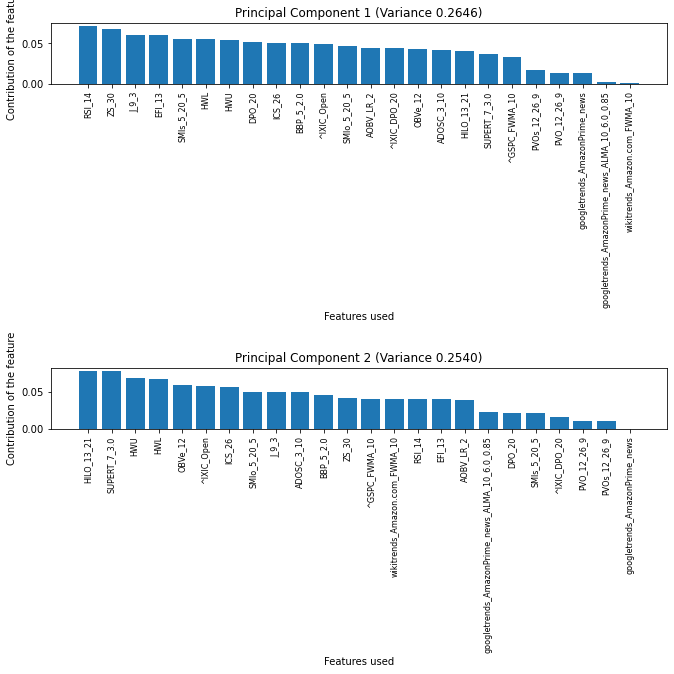 Principal Component 1 (Variance 0.2646)
Contribution of the feature
0.05
0.00
RSI_14
ZS_30
J_9_3
EFI_13
SMIs_5_20_5
HWL
HWU
DPO_20
ICS_26
BBP_5_2.0
^IXIC_Open
SMIo_5_20_5
AOBV_LR_2
^IXIC_DPO_20
OBVe_12
ADOSC_3_10
HILO_13_21
SUPERT_7_3.0
^GSPC_FWMA_10
PVOs_12_26_9
PVO_12_26_9
googletrends_AmazonPrime_news
googletrends_AmazonPrime_news_ALMA_10_6.0_0.85
wikitrends_Amazon.com_FWMA_10
Features used
Principal Component 2 (Variance 0.2540)
Contribution of the feature
0.05
0.00
HILO_13_21
SUPERT_7_3.0
HWU
HWL
OBVe_12
^IXIC_Open
ICS_26
SMIo_5_20_5
J_9_3
ADOSC_3_10
BBP_5_2.0
ZS_30
^GSPC_FWMA_10
wikitrends_Amazon.com_FWMA_10
RSI_14
EFI_13
AOBV_LR_2
googletrends_AmazonPrime_news_ALMA_10_6.0_0.85
DPO_20
SMIs_5_20_5
^IXIC_DPO_20
PVO_12_26_9
PVOs_12_26_9
googletrends_AmazonPrime_news
Features used